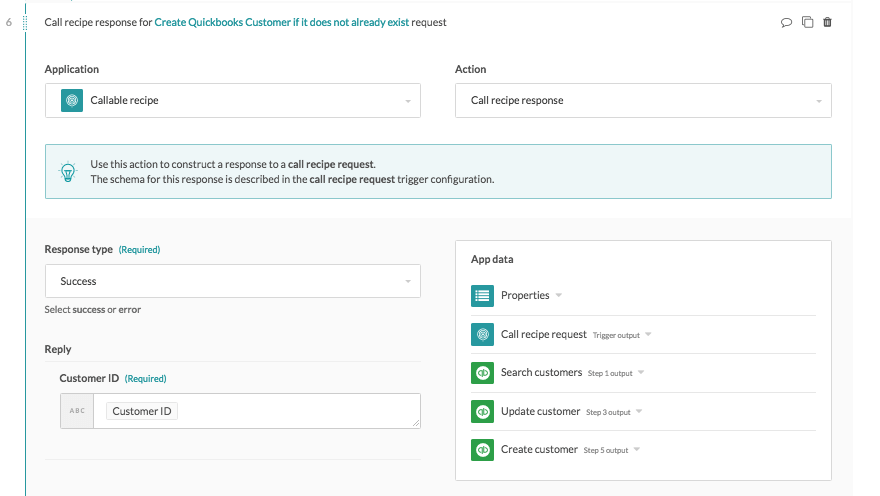 6
Call recipe response for Create Quickbooks Customer if it does not already exist request
Application
Action
Callable recipe
Call recipe response
Use this action to construct a response to a call recipe request.
The schema for this response is described in the call recipe request trigger configuration.
Response type (Required)
Success
Select success or error
Reply
Customer ID (Required)
ABC
Customer ID
App data
Properties
Call recipe request Trigger output
Search customers Step 1 output
Update customer Step 3 output
Create customer Step 5 output